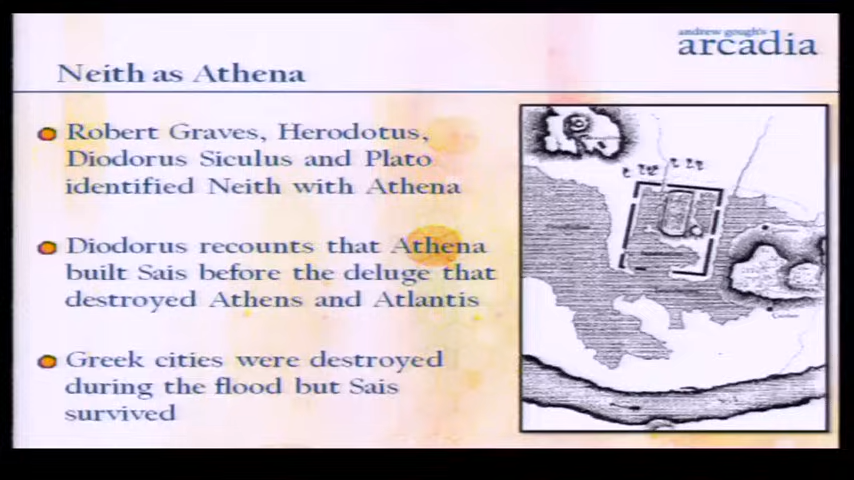 andrew gough's
arcadia
Neith as Athena
Robert Graves, Herodotus,
Diodorus Siculus and Plato
identified Neith with Athena
Diodorus recounts that Athena
built Sais before the deluge that
destroyed Athens and Atlantis
Greek cities were destroyed
during the flood but Sais
survived